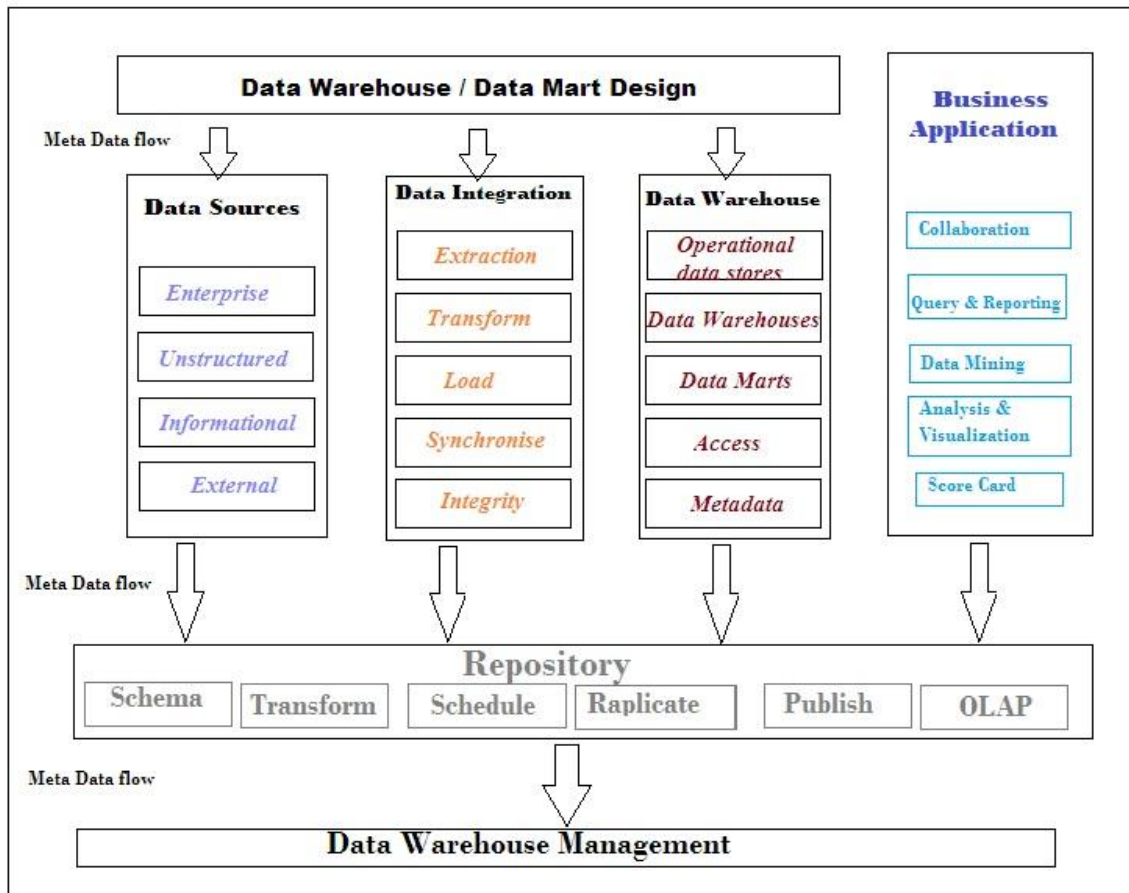 Data Warehouse / Data Mart Design
Meta Data flow
Data Sources
Enterprise
Unstructured
Informational
External
Data Integration
Extraction
Transform
Load
Synchronise
Integrity
Data Warehouse
Operational
data stores
Data Warehouses
Data Marts
Access
Metadata
Business
Application
Collaboration
Query & Reporting
Data Mining
Analysis &
Visualization
Score Card
Meta Data flow
Repository
Schema
Transform
Schedule
Raplicate
Publish
OLAP
Meta Data flow
Data Warehouse Management